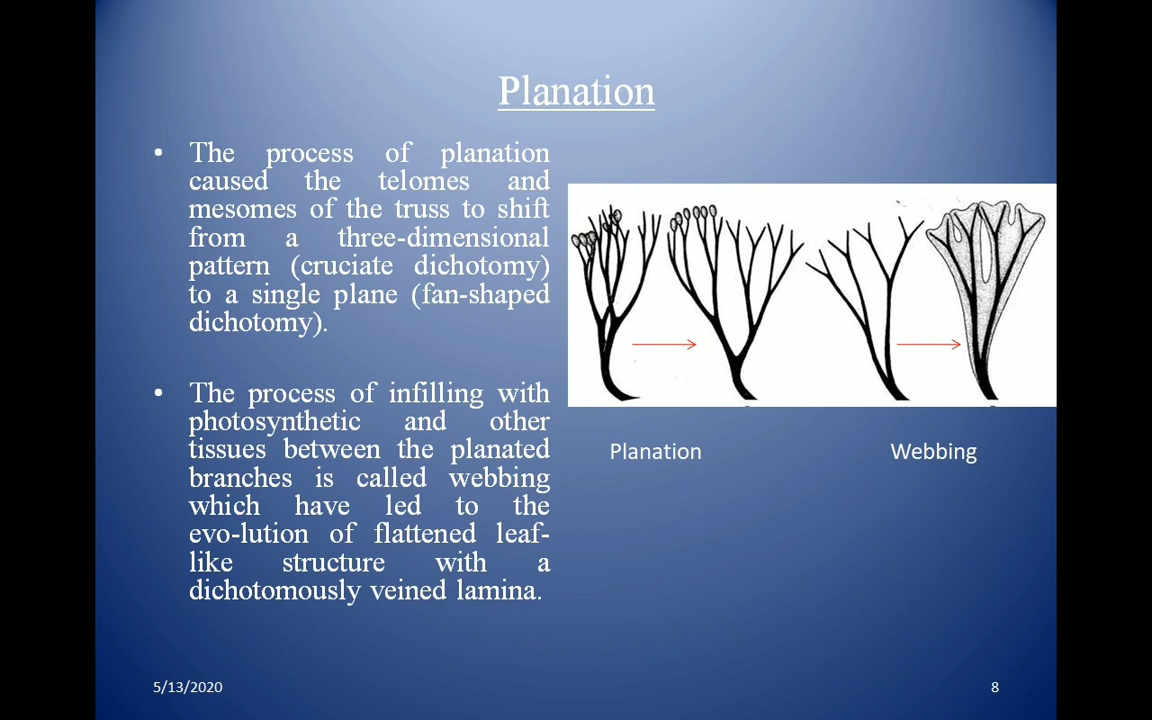 Planation
• The process of planation
caused the telomes and
mesomes of the truss to shift
from a three-dimensional
pattern (cruciate dichotomy)
to a single plane (fan-shaped
dichotomy).
• The process of infilling with
photosynthetic and other
tissues between the planated
branches is called webbing
which have led to the
evo-lution of flattened leaf-
like structure with a
dichotomously veined lamina.
Planation
Webbing
5/13/2020
8